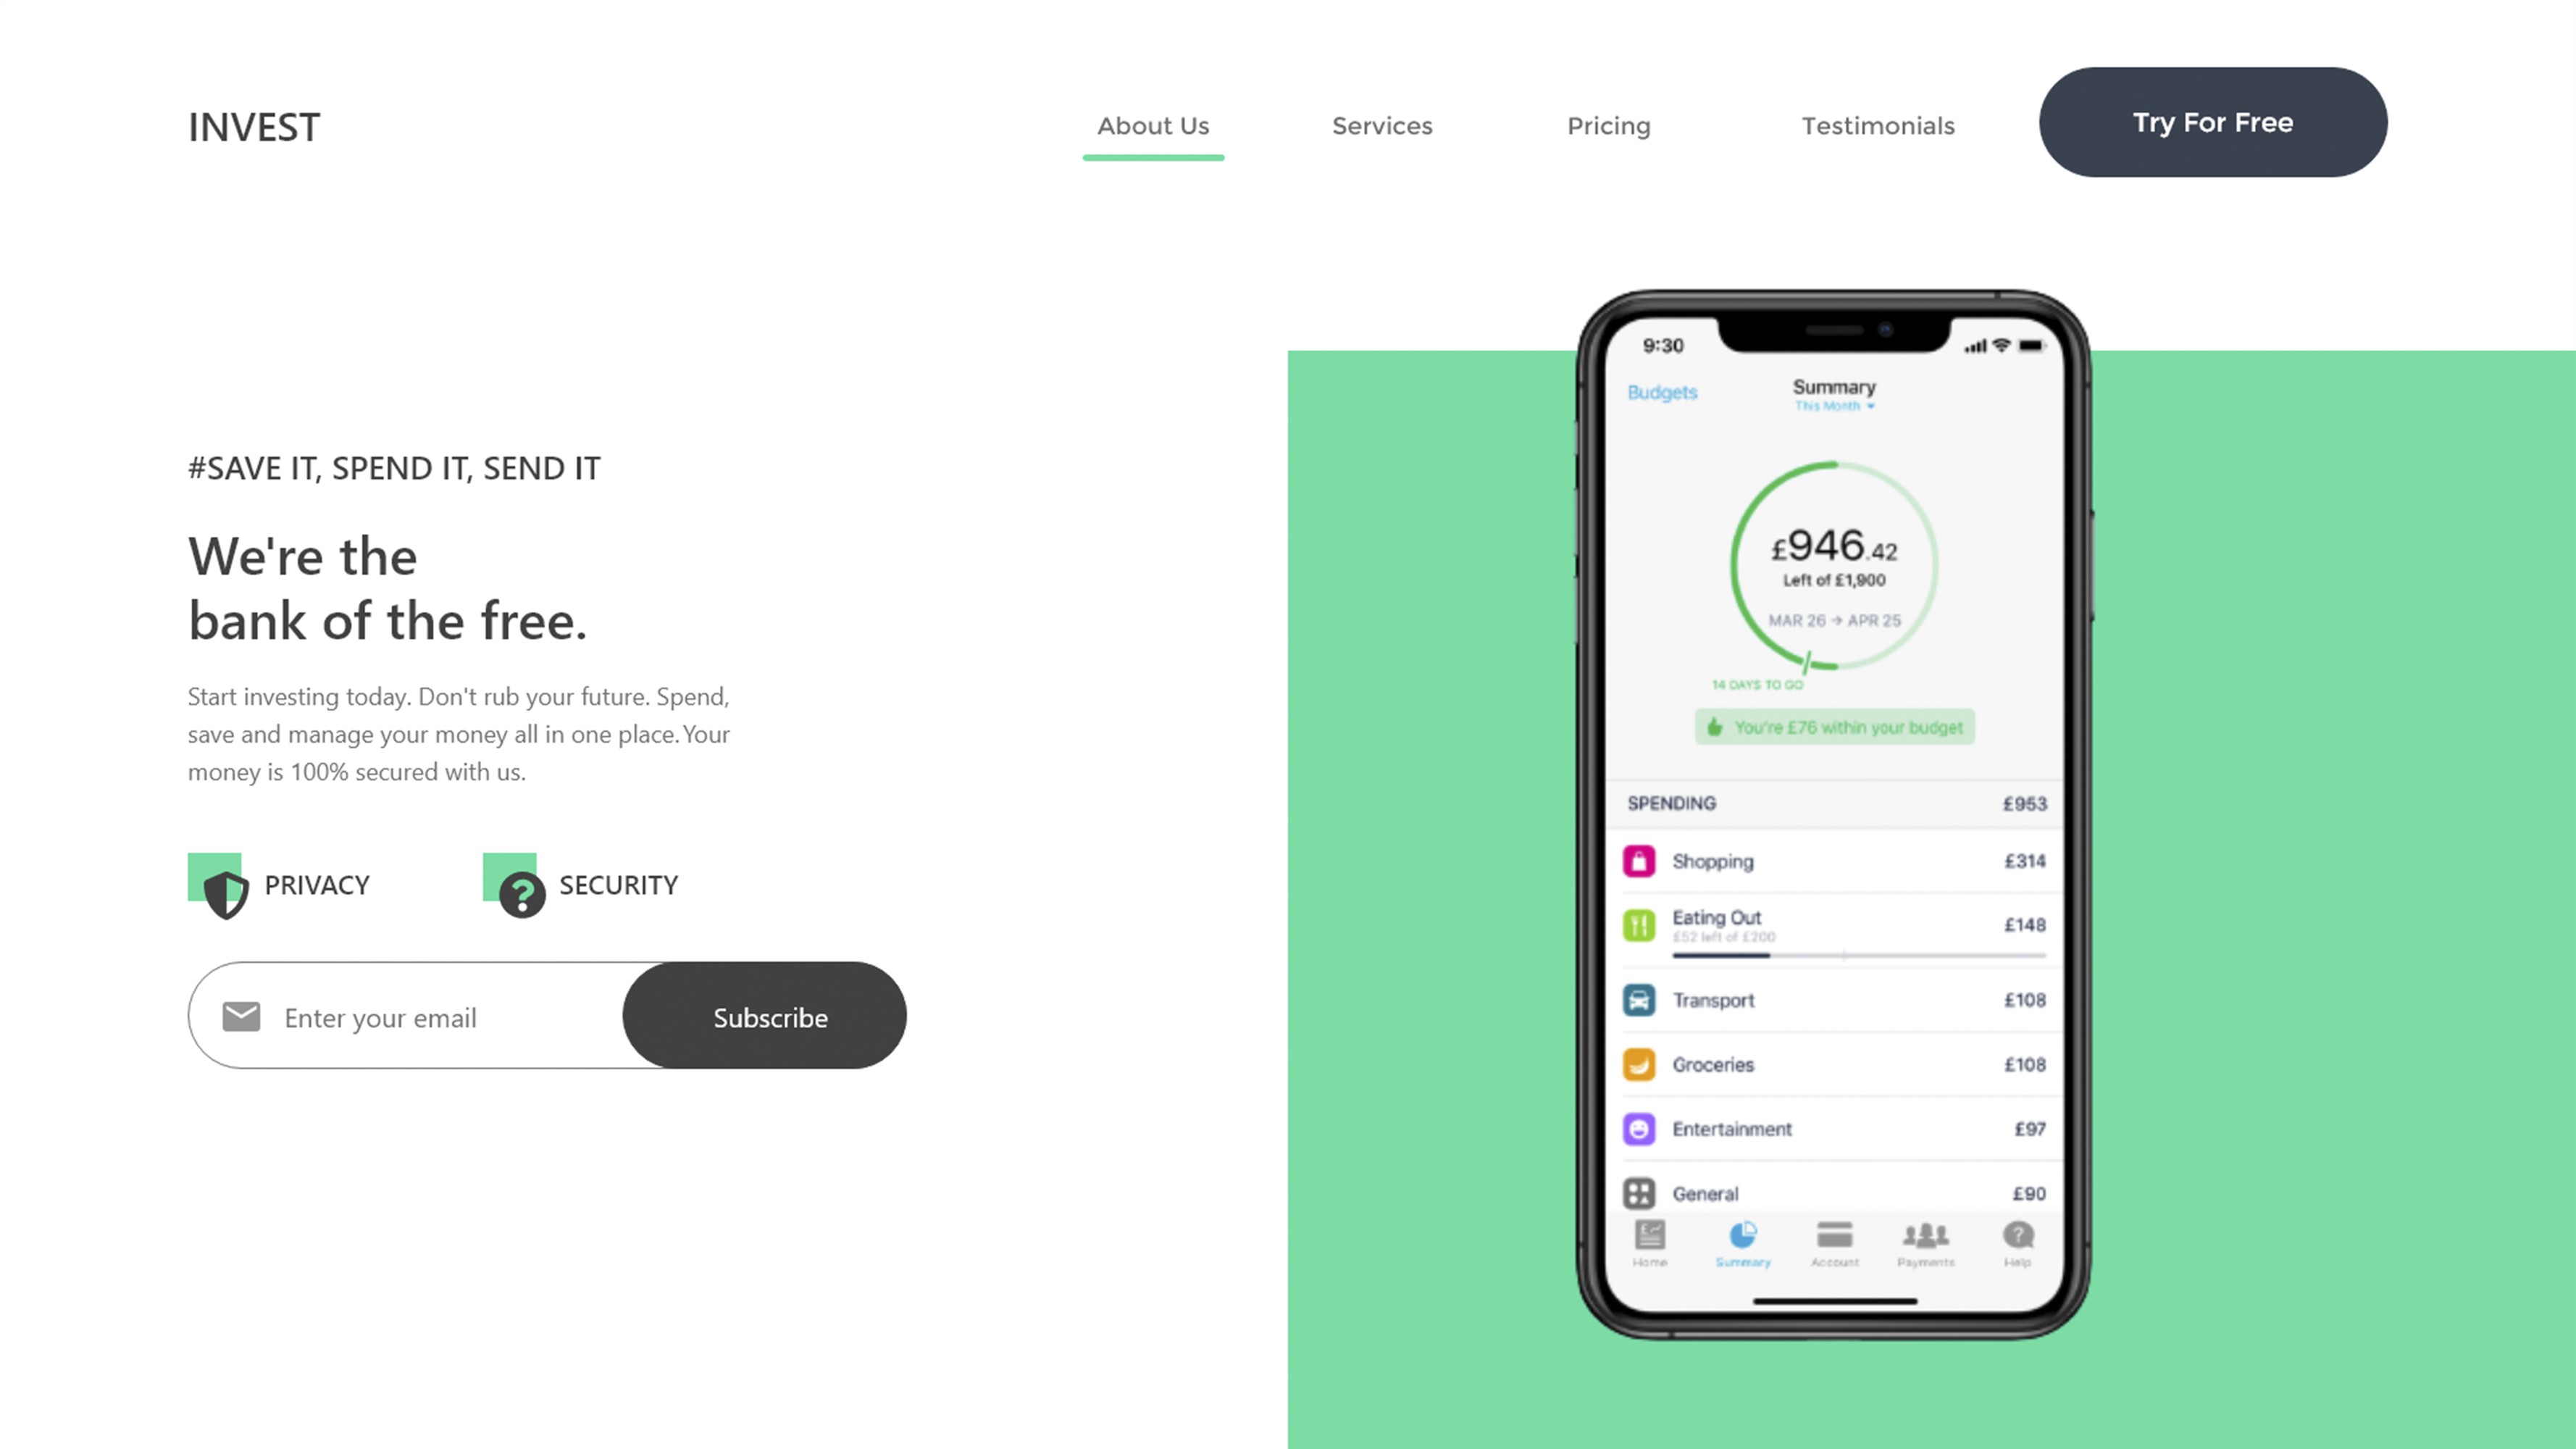 INVEST
About Us
Services
Pricing
Testimonials
Try For Free
#SAVE IT, SPEND IT, SEND IT
We're the
bank of the free.
Start investing today. Don't rub your future. Spend,
save and manage your money all in one place. Your
money is 100% secured with us.
PRIVACY
SECURITY
Enter your email
Subscribe
9:30
Budgets
Summary
This Month
£946.42
Left of £1,900
MAR 26 → APR 25
14 DAYS TO GO
You're £76 within your budget
SPENDING £953
Shopping £314
Eating Out £148
£52 left of £200
Transport £108
Groceries £108
Entertainment £97
General £90
Home
Summary
Account
Payments
Help